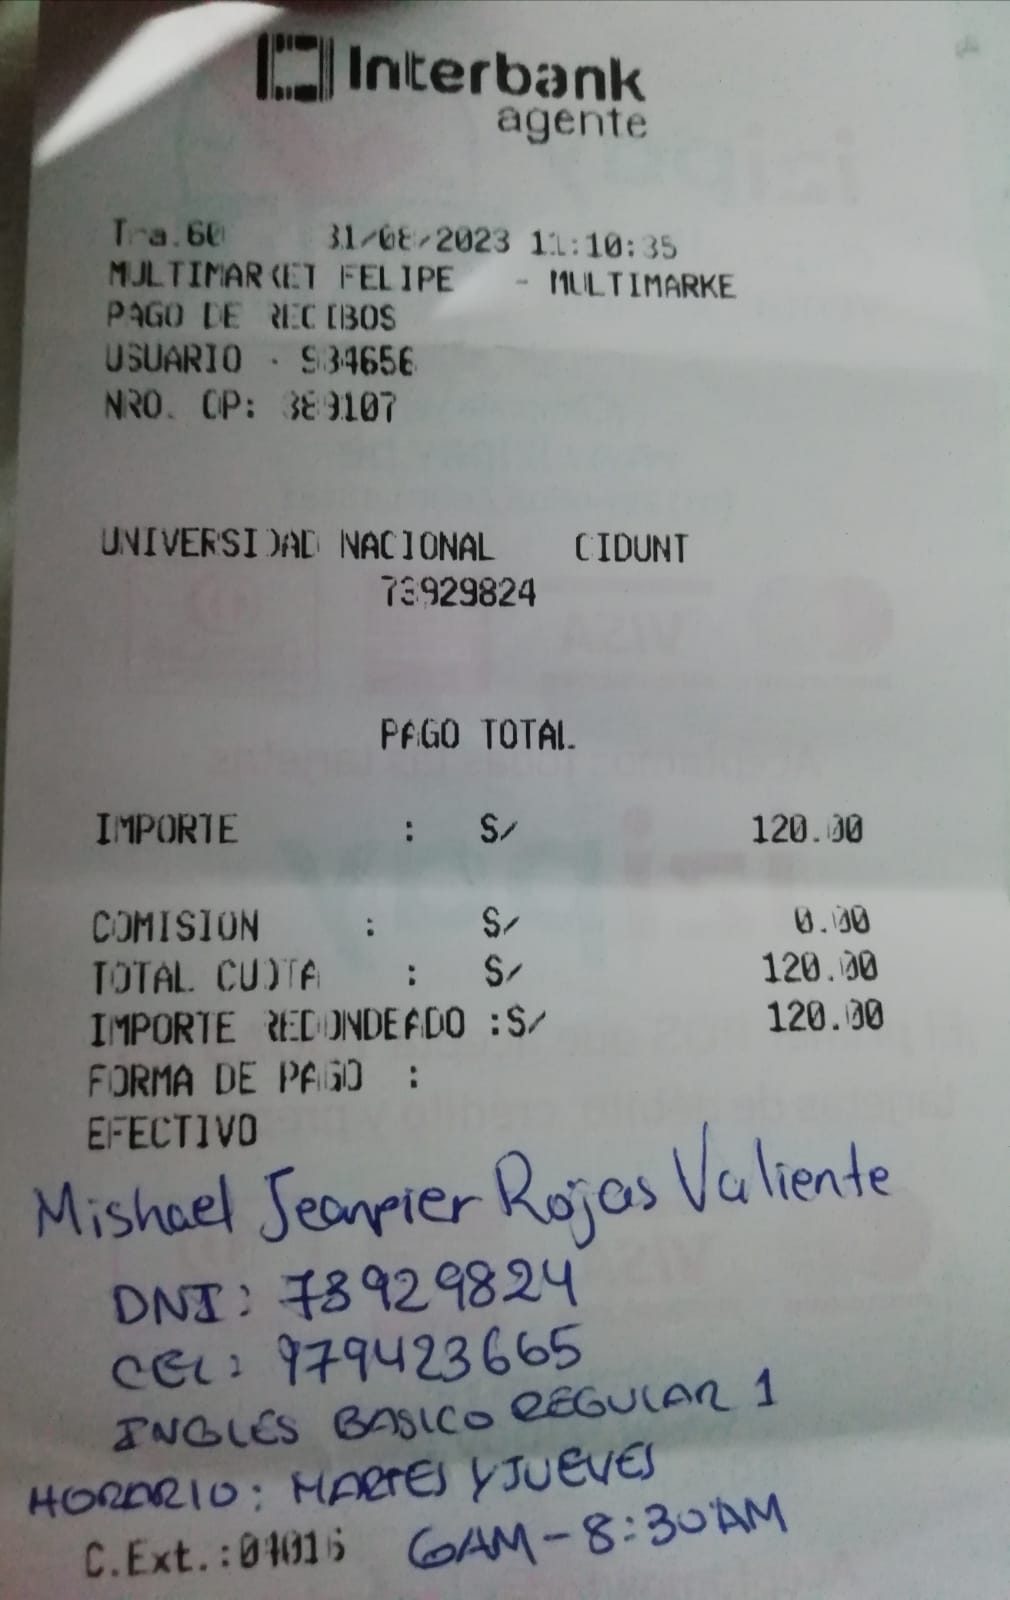 Interbank
agente
Tra.60 31/08/2023 11:10:35
MULTIMARKET FELIPE - MULTIMARKE
PAGO DE RECIBOS
USUARIO - 934656
NRO. OP: 389107
UNIVERSIDAD NACIONAL CIDUNT
73929824
PAGO TOTAL
IMPORTE : S/ 120.00
COMISION : S/ 0.00
TOTAL CUOTA : S/ 120.00
IMPORTE REDONDEADO :S/ 120.00
FORMA DE PAGO :
EFECTIVO
Mishael Jeanpier Rojas Valiente
DNI: 73929824
CEL: 979423665
INGLES BASICO REGULAR 1
HORARIO: MARTES Y JUEVES
C.Ext.:04016 6AM - 8:30AM